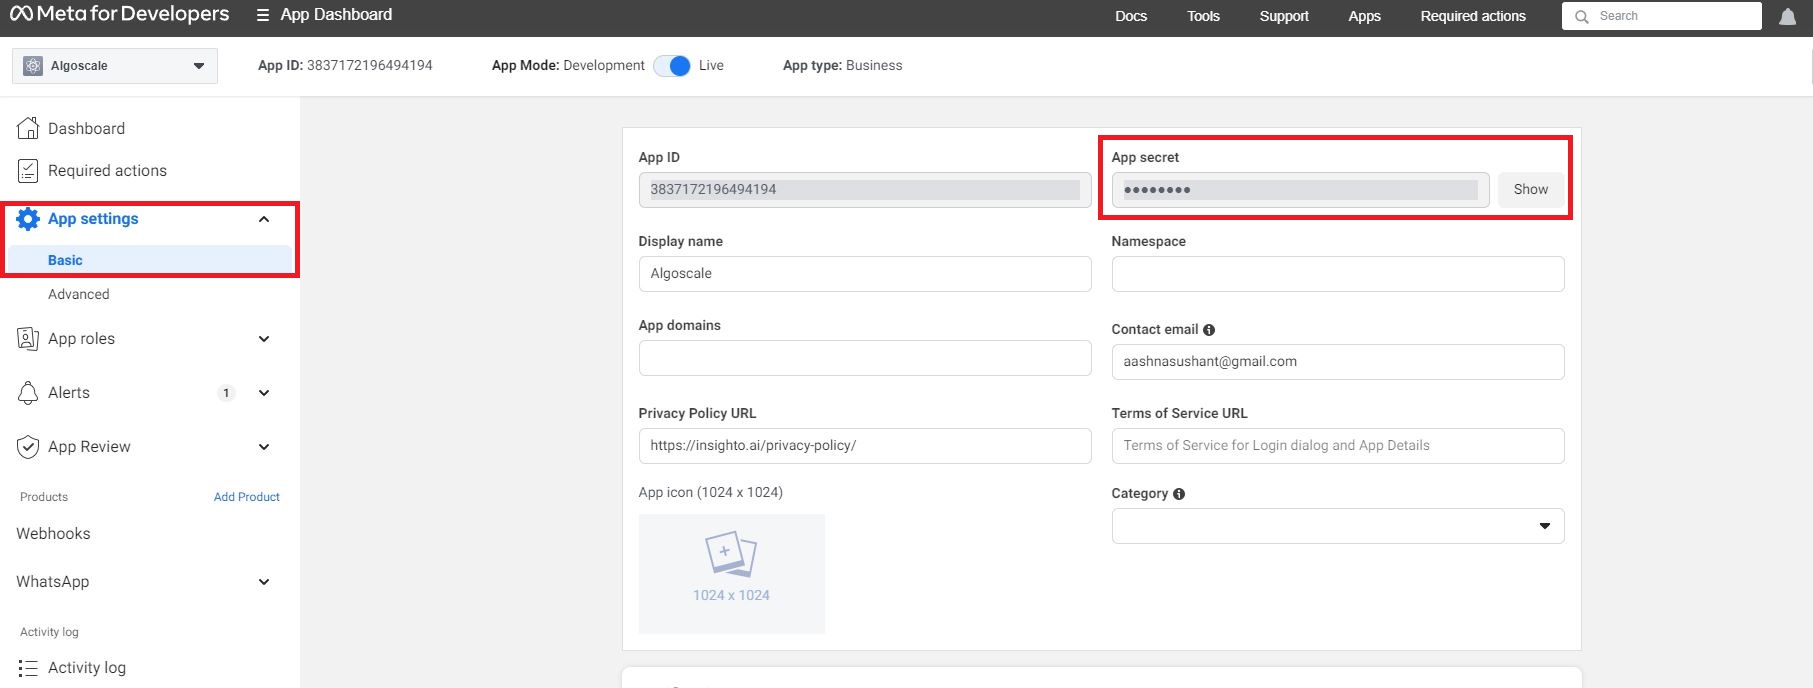 Meta for Developers
App Dashboard
Docs
Tools
Support
Apps
Required actions
Search
Algoscale
App ID: 3837172196494194
App Mode: Development
Live
App type: Business
Dashboard
Required actions
App settings
Basic
Advanced
App roles
Alerts
1
App Review
Products
Add Product
Webhooks
WhatsApp
Activity log
Activity log
App ID
3837172196494194
App secret
●●●●●●●●
Show
Display name
Algoscale
Namespace
App domains
Contact email
aashnasushant@gmail.com
Privacy Policy URL
https://insighto.ai/privacy-policy/
Terms of Service URL
Terms of Service for Login dialog and App Details
App icon (1024 x 1024)
1024 x 1024
Category